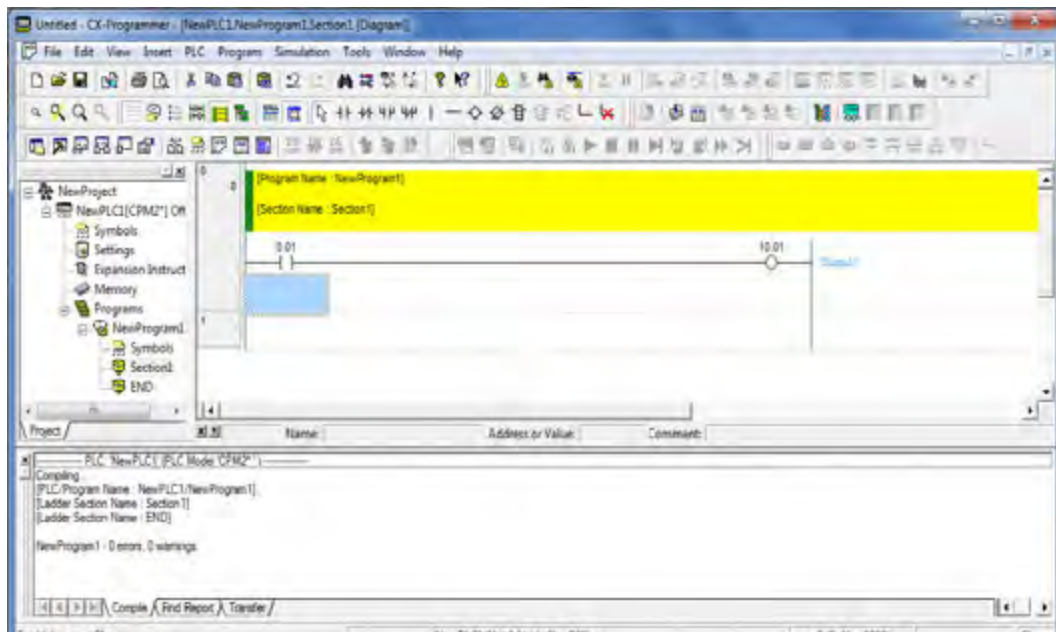 Untitled - CX-Programmer - [NewPLC1.NewProgram1.Section1 [Diagram]]
File Edit View Insert PLC Program Simulation Tools Window Help
NewProject
NewPLC1[CPM2*] Off
Symbols
Settings
Expansion Instruct
Memory
Programs
NewProgram1
Symbols
Section1
END
Project
0
0
[Program Name : NewProgram1]
[Section Name : Section1]
0.01
10.01
1
Name:
Address or Value:
Comment:
PLC: 'NewPLC1' (PLC Model 'CPM2*')
Compiling...
[PLC/Program Name : NewPLC1/NewProgram1]
[Ladder Section Name : Section1]
[Ladder Section Name : END]
NewProgram1 - 0 errors, 0 warnings.
Compile
Find Report
Transfer